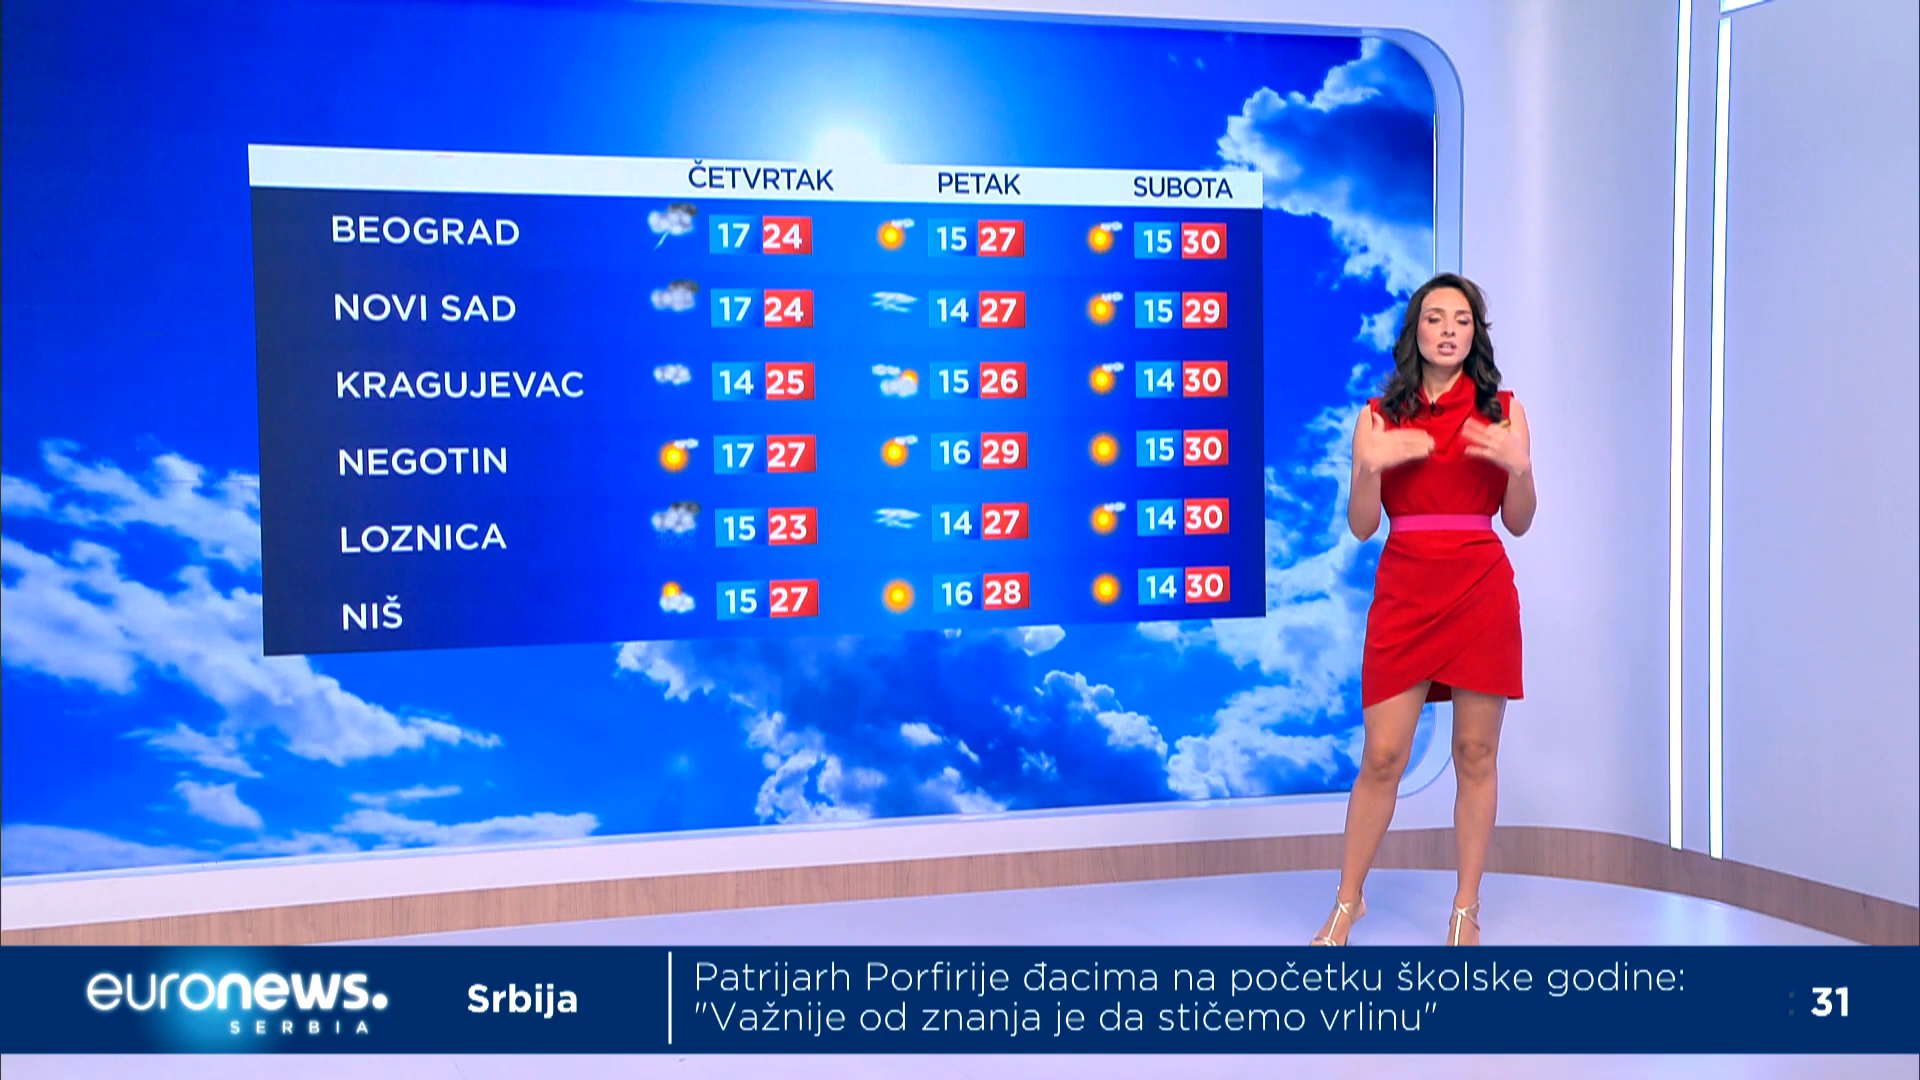 ČETVRTAK PETAK SUBOTA
BEOGRAD 17 24 15 27 15 30
NOVI SAD 17 24 14 27 15 29
KRAGUJEVAC 14 25 15 26 14 30
NEGOTIN 17 27 16 29 15 30
LOZNICA 15 23 14 27 14 30
NIŠ 15 27 16 28 14 30
euronews.
SERBIA
Srbija
Patrijarh Porfirije đacima na početku školske godine:
"Važnije od znanja je da stičemo vrlinu"
: 31